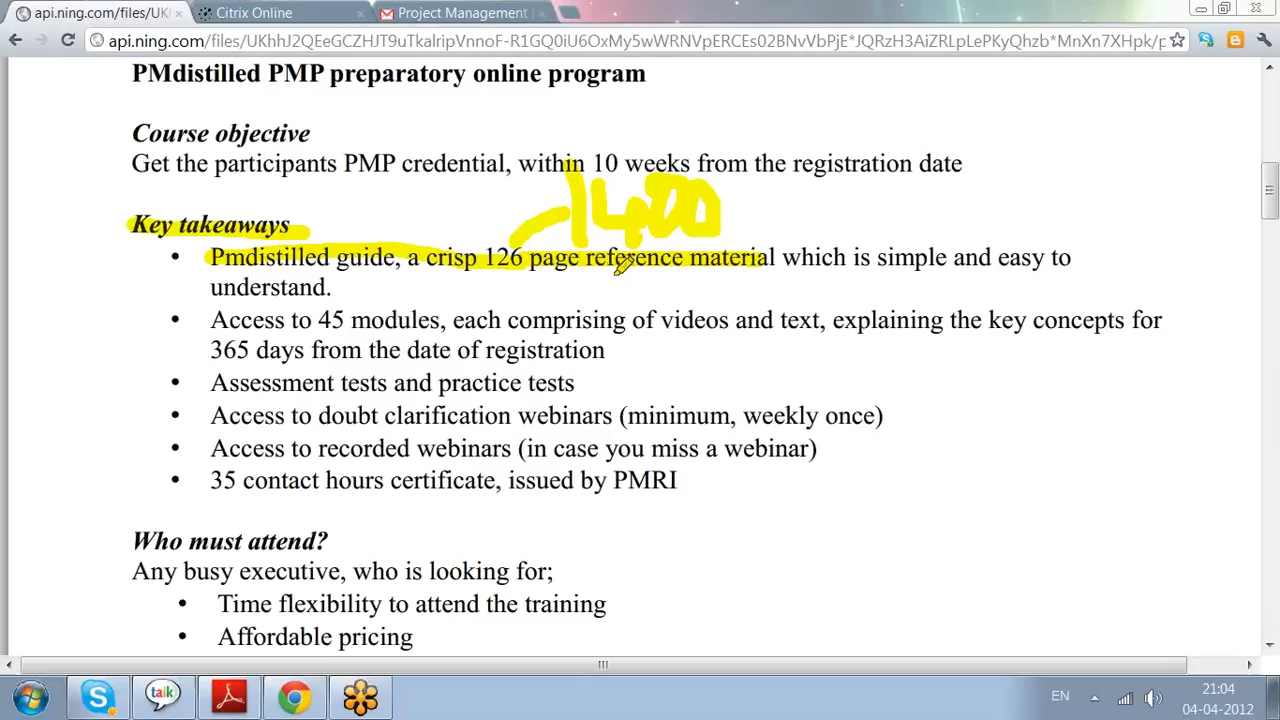 api.ning.com/files/UK
Citrix Online
Project Management
api.ning.com/files/UKhhJ2QEeGCZHJT9uTkalripVnnoF-R1GQ0iU6OxMy5wWRNVpERCEs02BNyVbPjE*JQRzH3AiZRLpLePKyQhzb*MnXn7XHpk/p
PMdistilled PMP preparatory online program
Course objective
Get the participants PMP credential, within 10 weeks from the registration date
1400
Key takeaways
• Pmdistilled guide, a crisp 126 page reference material which is simple and easy to
understand.
• Access to 45 modules, each comprising of videos and text, explaining the key concepts for
365 days from the date of registration
• Assessment tests and practice tests
• Access to doubt clarification webinars (minimum, weekly once)
• Access to recorded webinars (in case you miss a webinar)
• 35 contact hours certificate, issued by PMRI
Who must attend?
Any busy executive, who is looking for;
• Time flexibility to attend the training
• Affordable pricing
talk
EN
21:04
04-04-2012